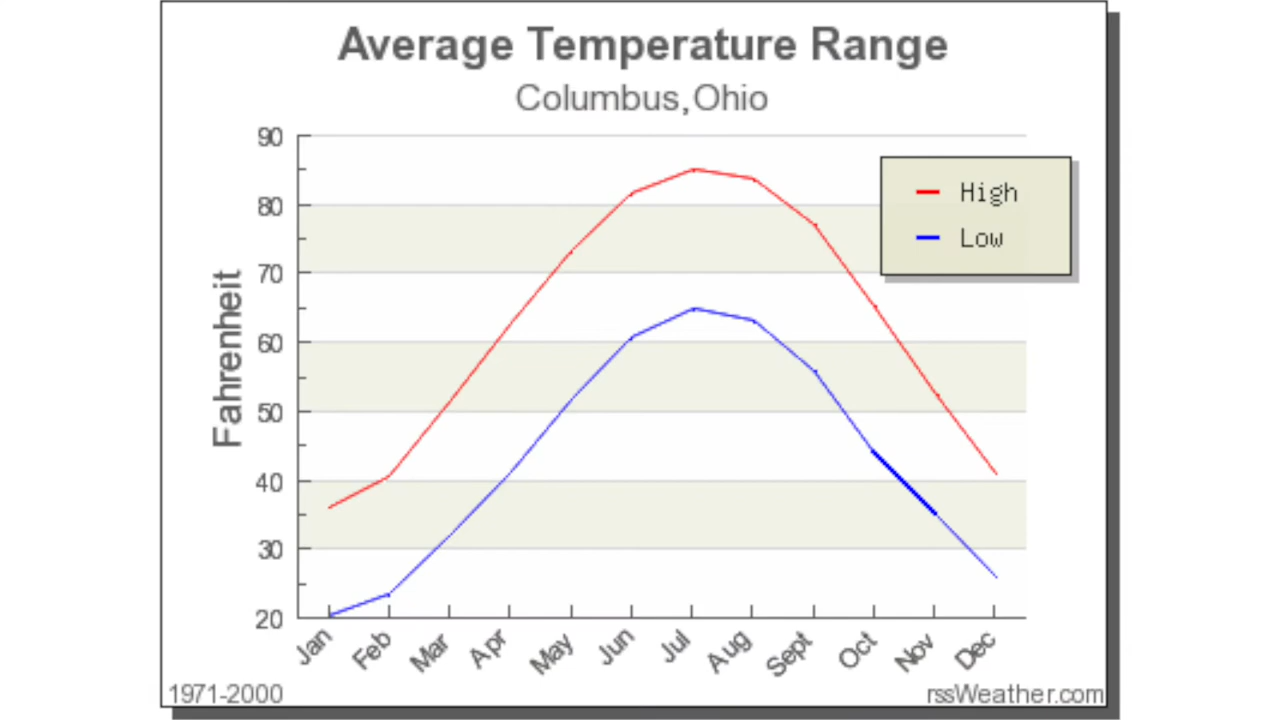 Average Temperature Range
Columbus,Ohio
Fahrenheit
90
80
70
60
50
40
30
20
High
Low
Jan Feb Mar Apr May Jun Jul Aug Sept Oct Nov Dec
1971-2000
rssWeather.com